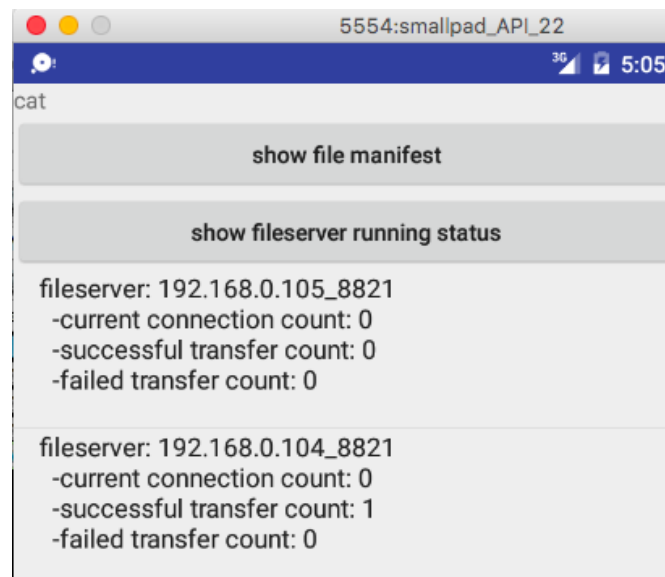 5554:smallpad_API_22
3G 5:05
cat
show file manifest
show fileserver running status
fileserver: 192.168.0.105_8821
-current connection count: 0
-successful transfer count: 0
-failed transfer count: 0
fileserver: 192.168.0.104_8821
-current connection count: 0
-successful transfer count: 1
-failed transfer count: 0